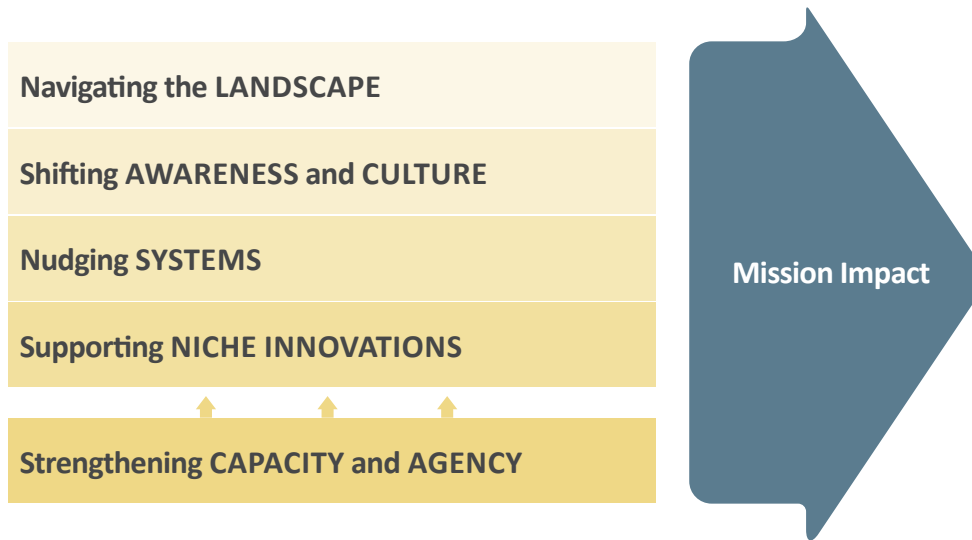 Navigating the LANDSCAPE
Shifting AWARENESS and CULTURE
Nudging SYSTEMS
Mission Impact
Supporting NICHE INNOVATIONS
Strengthening CAPACITY and AGENCY